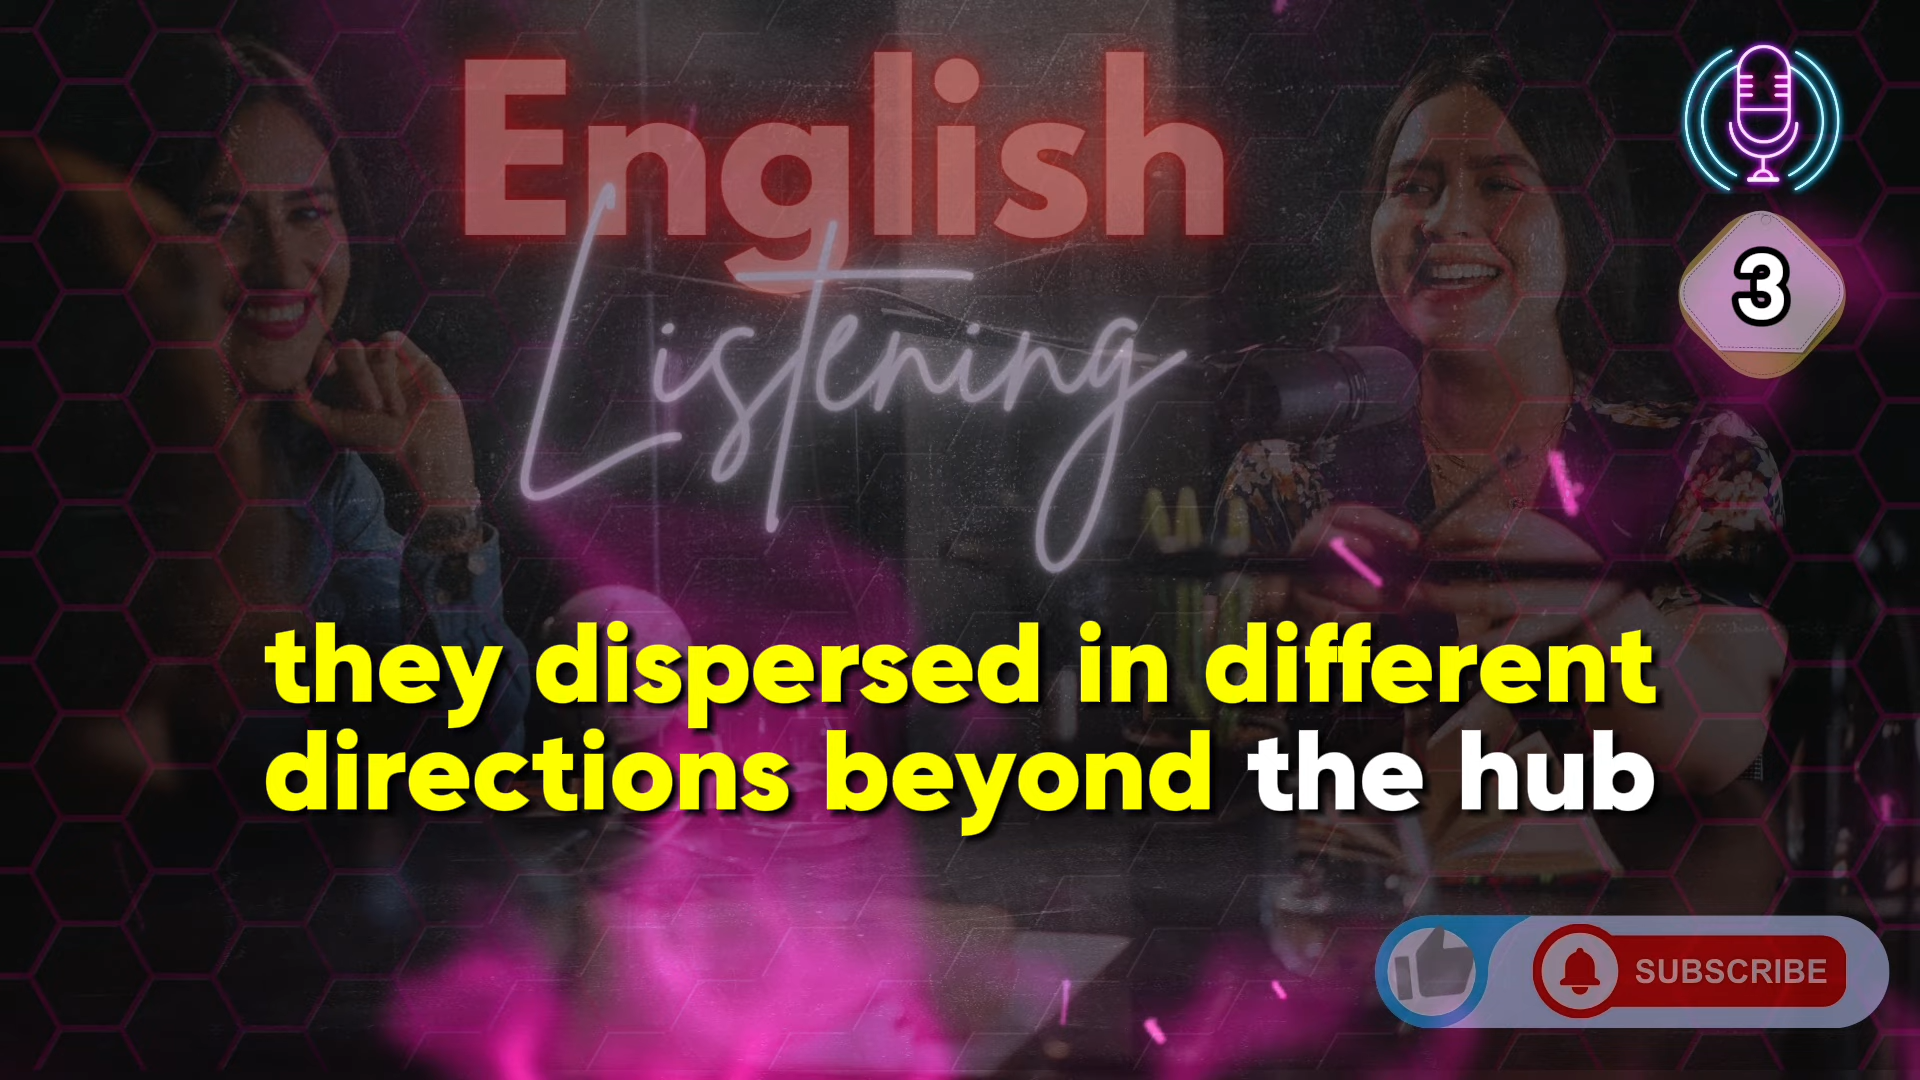 English
Listening
3
they dispersed in different
directions beyond the hub
SUBSCRIBE